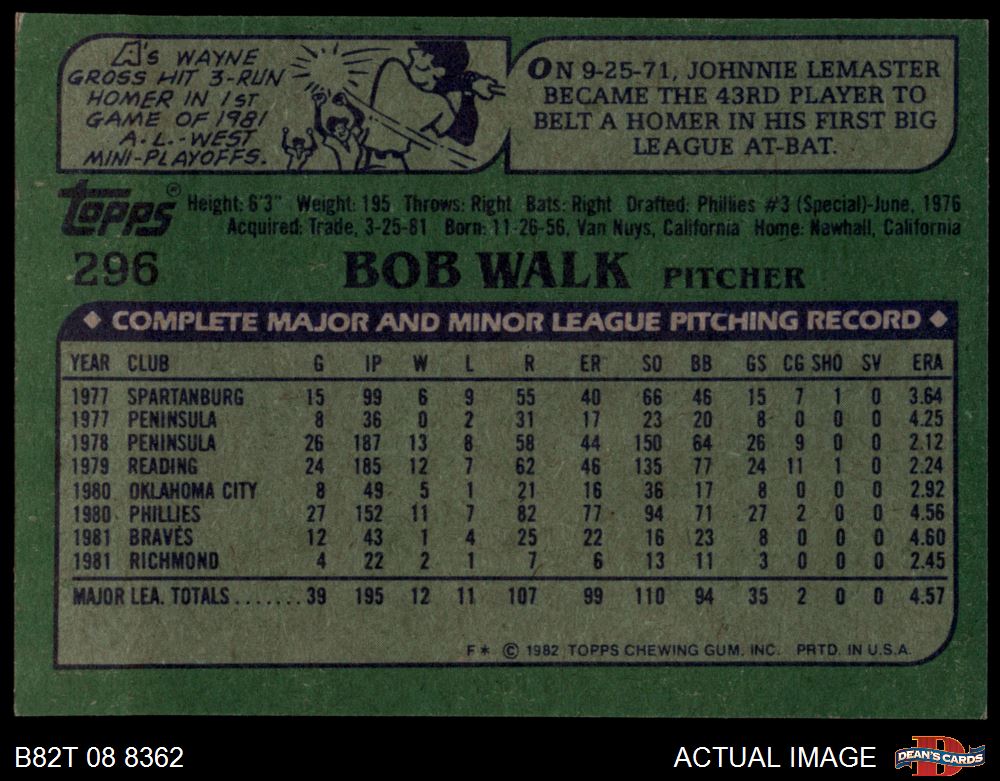 A's WAYNE
GROSS HIT 3-RUN
HOMER IN 1ST
GAME OF 1981
A.L.-WEST
MINI-PLAYOFFS.
ON 9-25-71, JOHNNIE LEMASTER
BECAME THE 43RD PLAYER TO
BELT A HOMER IN HIS FIRST BIG
LEAGUE AT-BAT.
topps® Height: 6'3" Weight: 195 Throws: Right Bats: Right Drafted: Phillies #3 (Special)-June, 1976
Acquired: Trade, 3-25-81 Born: 11-26-56, Van Nuys, California Home: Newhall, California
296 BOB WALK PITCHER
◆ COMPLETE MAJOR AND MINOR LEAGUE PITCHING RECORD ◆
YEAR CLUB G IP W L R ER SO BB GS CG SHO SV ERA
1977 SPARTANBURG 15 99 6 9 55 40 66 46 15 7 1 0 3.64
1977 PENINSULA 8 36 0 2 31 17 23 20 8 0 0 0 4.25
1978 PENINSULA 26 187 13 8 58 44 150 64 26 9 0 0 2.12
1979 READING 24 185 12 7 62 46 135 77 24 11 1 0 2.24
1980 OKLAHOMA CITY 8 49 5 1 21 16 36 17 8 0 0 0 2.92
1980 PHILLIES 27 152 11 7 82 77 94 71 27 2 0 0 4.56
1981 BRAVES 12 43 1 4 25 22 16 23 8 0 0 0 4.60
1981 RICHMOND 4 22 2 1 7 6 13 11 3 0 0 0 2.45
MAJOR LEA. TOTALS.......39 195 12 11 107 99 110 94 35 2 0 0 4.57
F* © 1982 TOPPS CHEWING GUM, INC. PRTD. IN U.S.A.
B82T 08 8362 ACTUAL IMAGE DEAN'S CARDS